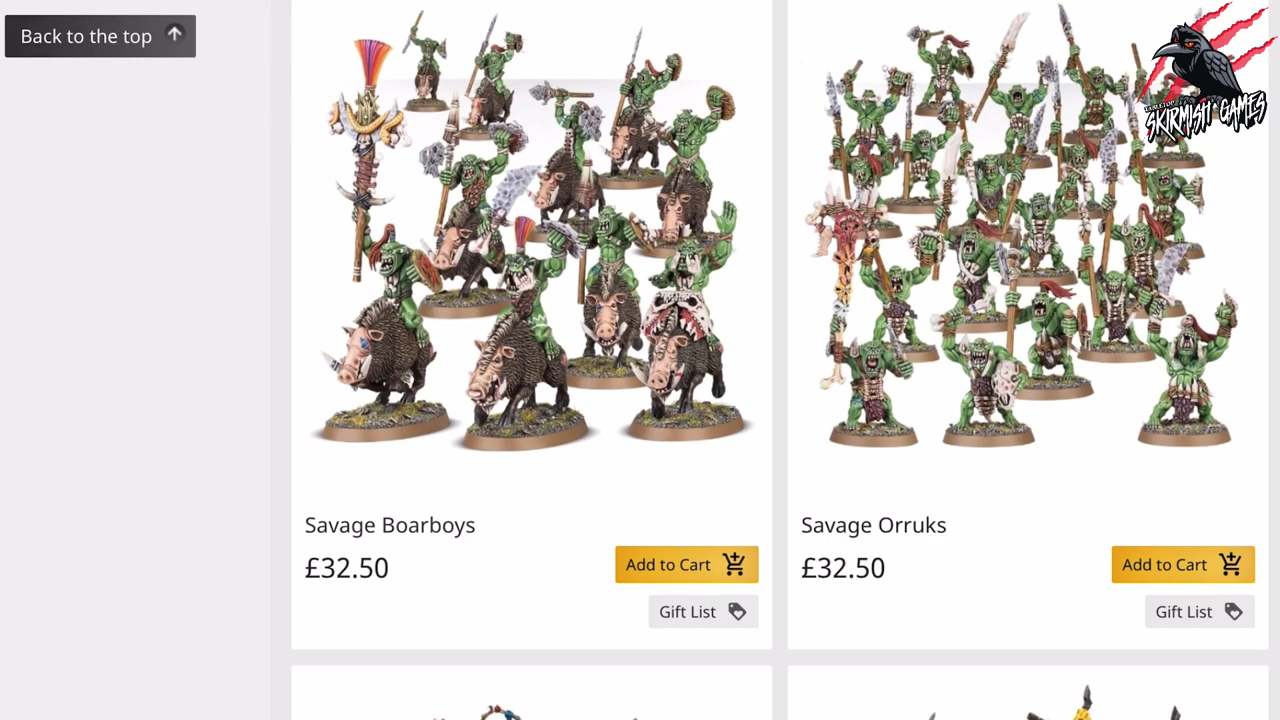 Back to the top
TABLETOP
SKIRMISH GAMES
Savage Boarboys
£32.50
Add to Cart
Gift List
Savage Orruks
£32.50
Add to Cart
Gift List